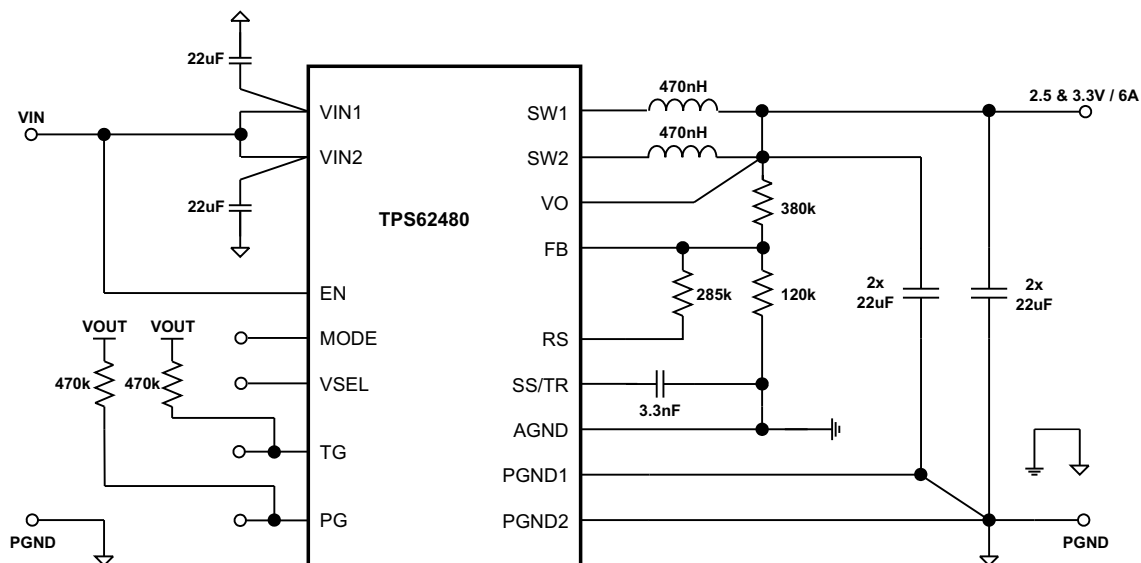 22uF
470nH
VIN
VIN1
SW1
2.5 & 3.3V / 6A
470nH
VIN2
SW2
22uF
TPS62480
VO
380k
FB
EN
285k
120k
2x
22uF
2x
22uF
VOUT
VOUT
MODE
RS
470k
470k
VSEL
SS/TR
3.3nF
AGND
TG
PGND1
PG
PGND2
PGND
PGND